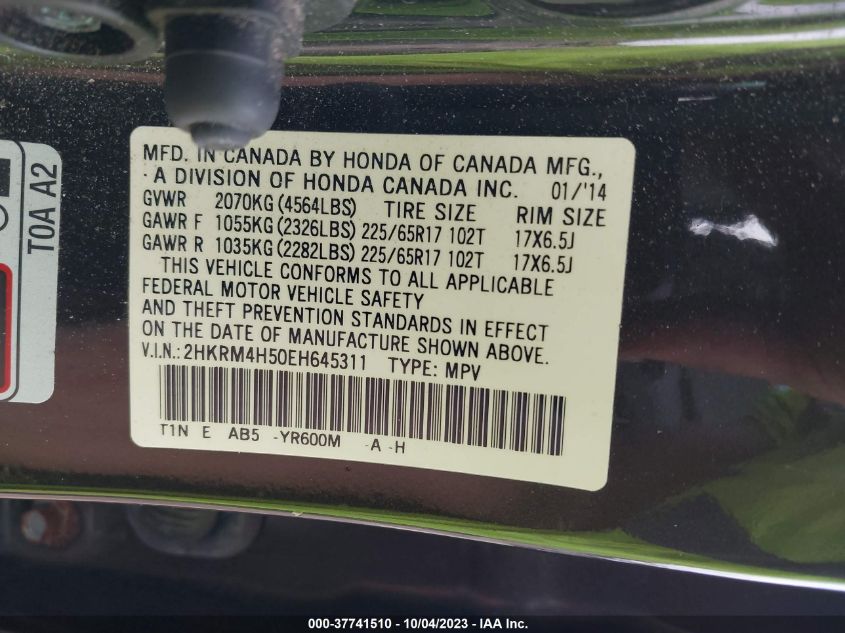 MFD. IN CANADA BY HONDA OF CANADA MFG.,
A DIVISION OF HONDA CANADA INC. 01/'14
GVWR 2070KG (4564LBS) TIRE SIZE RIM SIZE
GAWR F 1055KG (2326LBS) 225/65R17 102T 17X6.5J
GAWR R 1035KG (2282LBS) 225/65R17 102T 17X6.5J
THIS VEHICLE CONFORMS TO ALL APPLICABLE
FEDERAL MOTOR VEHICLE SAFETY
AND THEFT PREVENTION STANDARDS IN EFFECT
ON THE DATE OF MANUFACTURE SHOWN ABOVE.
V.I.N.: 2HKRM4H50EH645311 TYPE: MPV
T1N E AB5 -YR600M -A -H
T0A A2
000-37741510 - 10/04/2023 - IAA Inc.